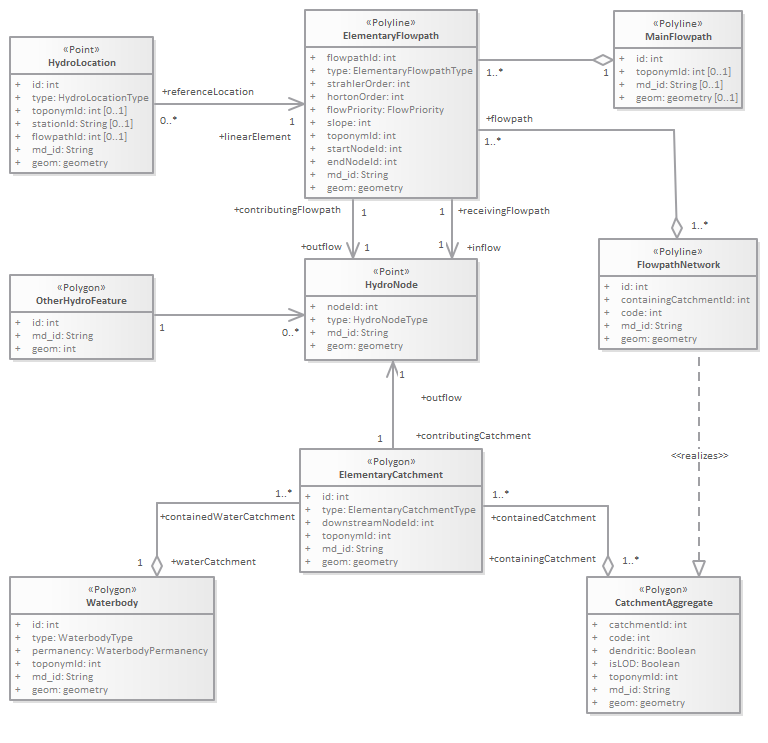 «Point»
HydroLocation
+ id: int
+ type: HydroLocationType
+ toponymId: int [0..1]
+ stationId: String [0..1]
+ flowpathId: int [0..1]
+ md_id: String
+ geom: geometry
+referenceLocation
0..*
1
+linearElement
«Polyline»
ElementaryFlowpath
+ flowpathId: int
+ type: ElementaryFlowpathType
+ strahlerOrder: int
+ hortonOrder: int
+ flowPriority: FlowPriority
+ slope: int
+ toponymId: int
+ startNodeId: int
+ endNodeId: int
+ md_id: String
+ geom: geometry
1..*
1
«Polyline»
MainFlowpath
+ id: int
+ toponymId: int [0..1]
+ md_id: String [0..1]
+ geom: geometry [0..1]
+flowpath
1..*
1..*
+contributingFlowpath
1
1
+receivingFlowpath
+outflow
1
1
+inflow
«Polyline»
FlowpathNetwork
+ id: int
+ containingCatchmentId: int
+ code: int
+ md_id: String
+ geom: geometry
«Polygon»
OtherHydroFeature
+ id: int
+ md_id: String
+ geom: int
1
0..*
«Point»
HydroNode
+ nodeId: int
+ type: HydroNodeType
+ md_id: String
+ geom: geometry
1
+outflow
1
+contributingCatchment
<<realizes>>
«Polygon»
ElementaryCatchment
+ id: int
+ type: ElementaryCatchmentType
+ downstreamNodeId: int
+ toponymId: int
+ md_id: String
+ geom: geometry
1..*
+containedWaterCatchment
1
+waterCatchment
1..*
+containedCatchment
+containingCatchment
1..*
«Polygon»
Waterbody
+ id: int
+ type: WaterbodyType
+ permanency: WaterbodyPermanency
+ toponymId: int
+ md_id: String
+ geom: geometry
«Polygon»
CatchmentAggregate
+ catchmentId: int
+ code: int
+ dendritic: Boolean
+ isLOD: Boolean
+ toponymId: int
+ md_id: String
+ geom: geometry